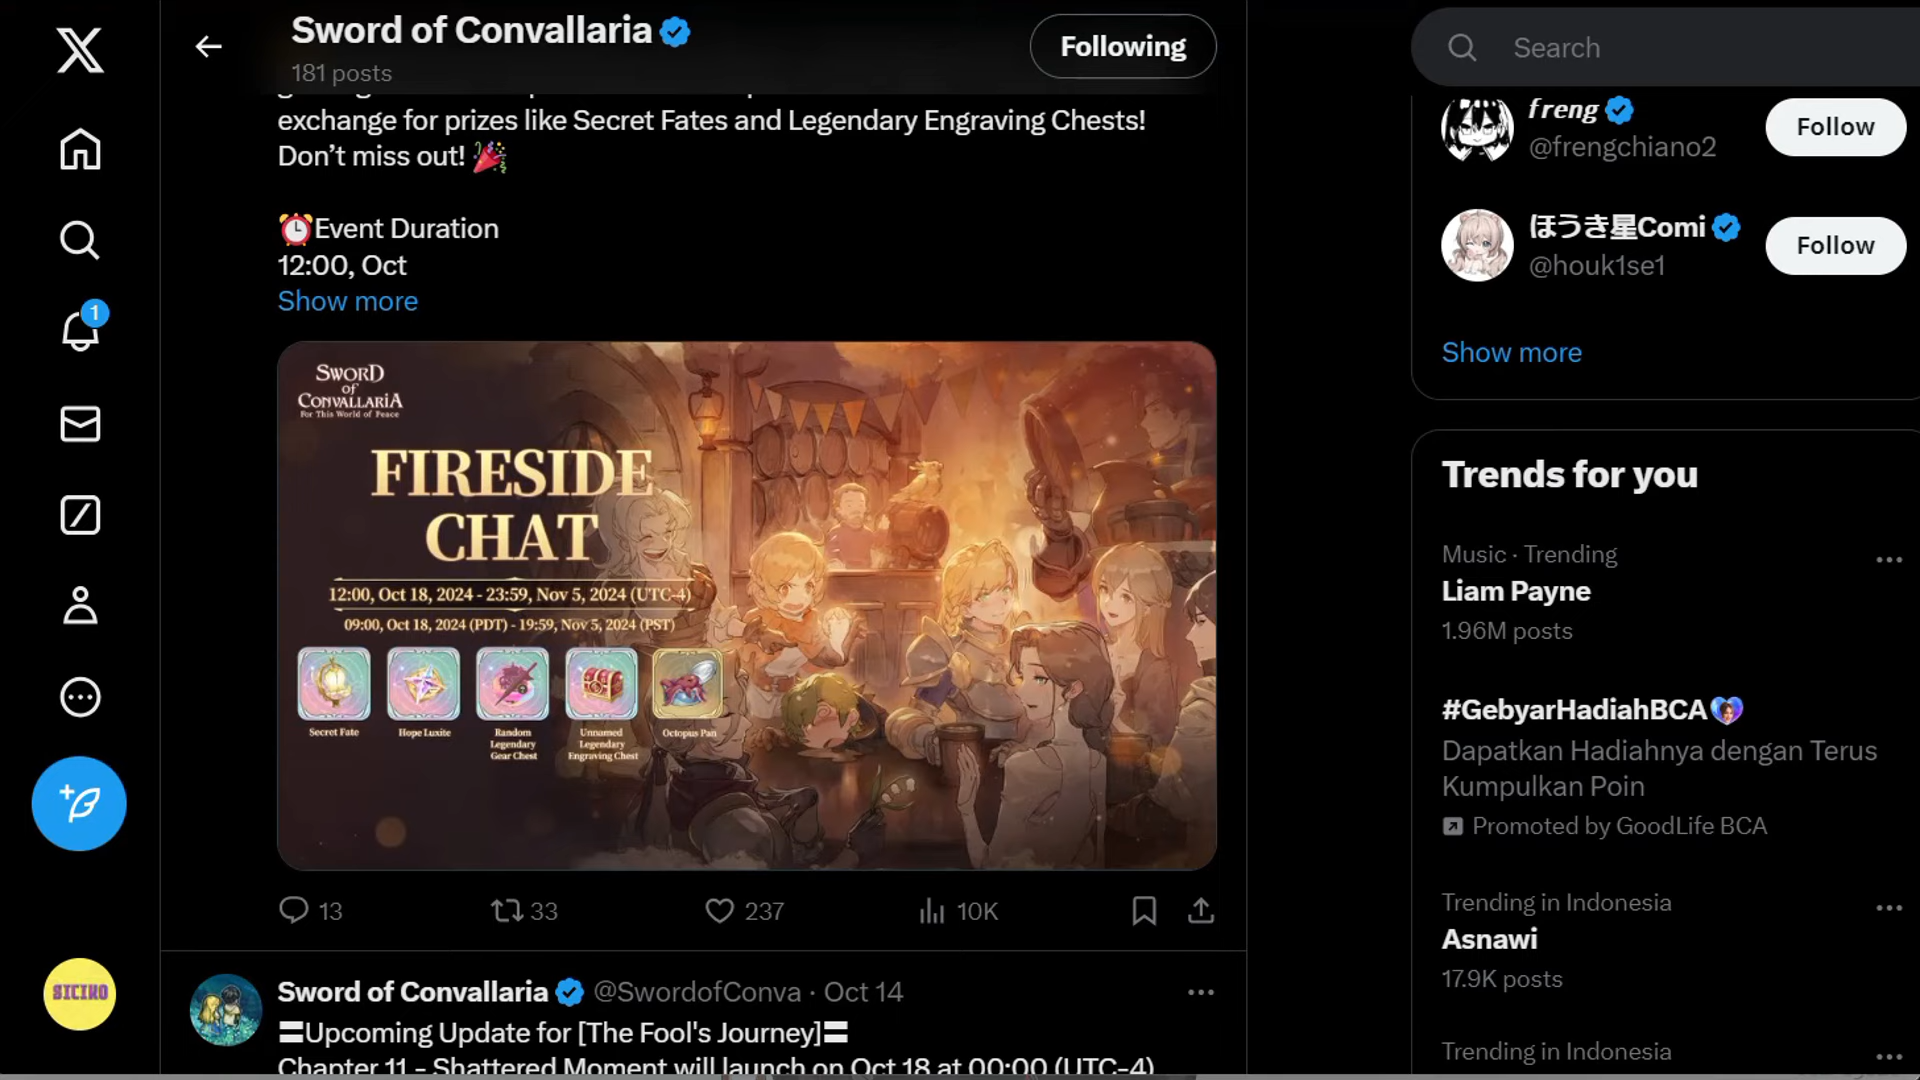 Sword of Convallaria
181 posts
Following
exchange for prizes like Secret Fates and Legendary Engraving Chests!
Don’t miss out! 🎉
⏰Event Duration
12:00, Oct
Show more
SWORD
of
CONVALLARIA
For This World of Peace
FIRESIDE
CHAT
12:00, Oct 18, 2024 - 23:59, Nov 5, 2024 (UTC-4)
09:00, Oct 18, 2024 (PDT) - 19:59, Nov 5, 2024 (PST)
Secret Fate
Hope Luxite
Random
Legendary
Gear Chest
Unnamed
Legendary
Engraving Chest
Octopus Pan
13
33
237
10K
Sword of Convallaria @SwordofConva · Oct 14
〓Upcoming Update for [The Fool's Journey]〓
Chapter 11 - Shattered Moment will launch on Oct 18 at 00:00 (UTC-4)
1
SICIKO
Search
freng
@frengchiano2
Follow
ほうき星Comi
@houk1se1
Follow
Show more
Trends for you
Music · Trending
Liam Payne
1.96M posts
#GebyarHadiahBCA
Dapatkan Hadiahnya dengan Terus
Kumpulkan Poin
Promoted by GoodLife BCA
Trending in Indonesia
Asnawi
17.9K posts
Trending in Indonesia